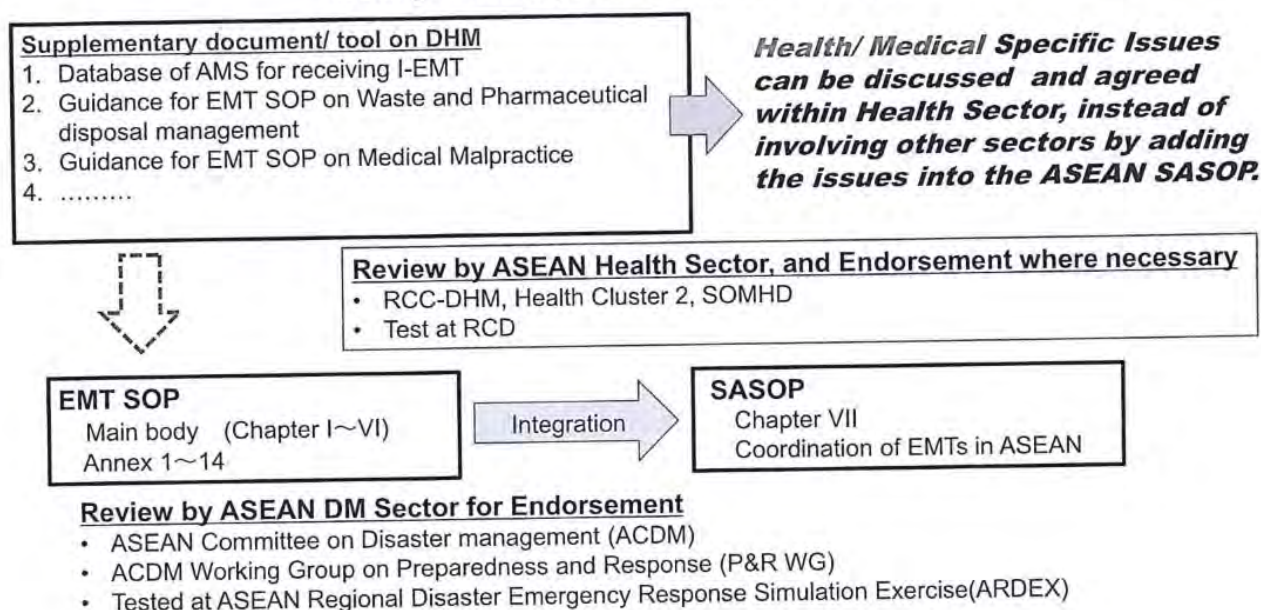 Supplementary document/ tool on DHM
1. Database of AMS for receiving I-EMT
2. Guidance for EMT SOP on Waste and Pharmaceutical
disposal management
3. Guidance for EMT SOP on Medical Malpractice
4. .........
Health/ Medical Specific Issues
can be discussed and agreed
within Health Sector, instead of
involving other sectors by adding
the issues into the ASEAN SASOP.
Review by ASEAN Health Sector, and Endorsement where necessary
• RCC-DHM, Health Cluster 2, SOMHD
• Test at RCD
EMT SOP
Main body (Chapter I～VI)
Annex 1～14
Integration
SASOP
Chapter VII
Coordination of EMTs in ASEAN
Review by ASEAN DM Sector for Endorsement
• ASEAN Committee on Disaster management (ACDM)
• ACDM Working Group on Preparedness and Response (P&R WG)
• Tested at ASEAN Regional Disaster Emergency Response Simulation Exercise(ARDEX)